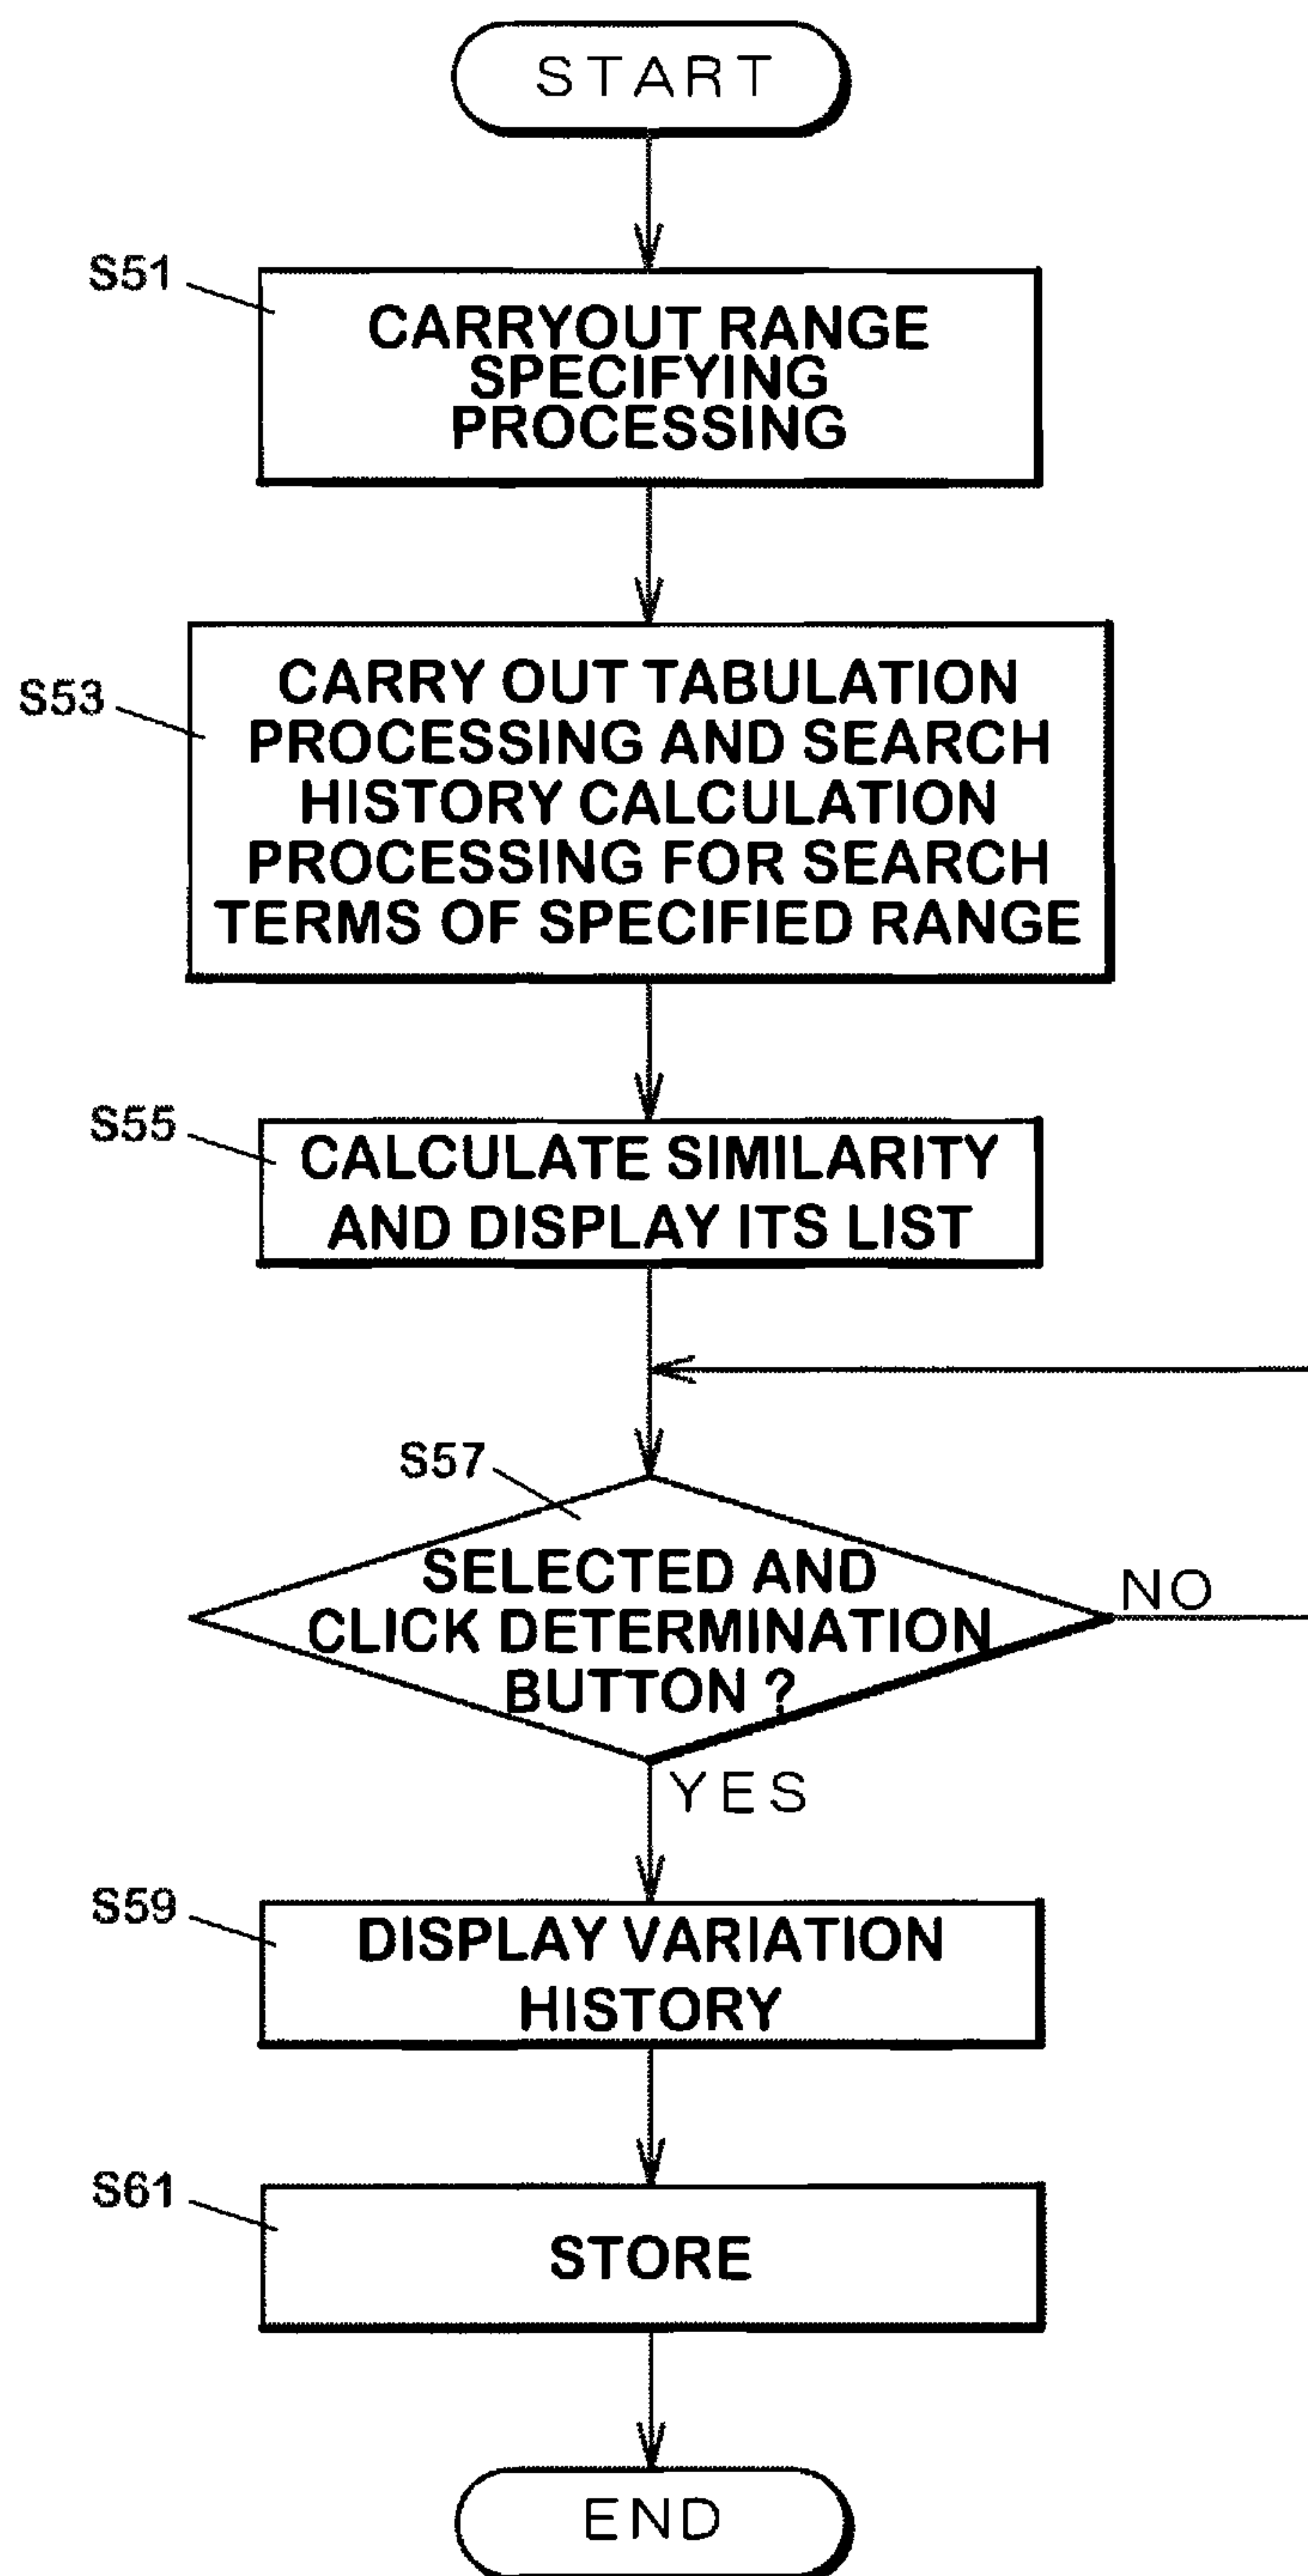 START
S51
CARRYOUT RANGE
SPECIFYING
PROCESSING
S53
CARRY OUT TABULATION
PROCESSING AND SEARCH
HISTORY CALCULATION
PROCESSING FOR SEARCH
TERMS OF SPECIFIED RANGE
S55
CALCULATE SIMILARITY
AND DISPLAY ITS LIST
S57
SELECTED AND
CLICK DETERMINATION
BUTTON ?
NO
YES
S59
DISPLAY VARIATION
HISTORY
S61
STORE
END